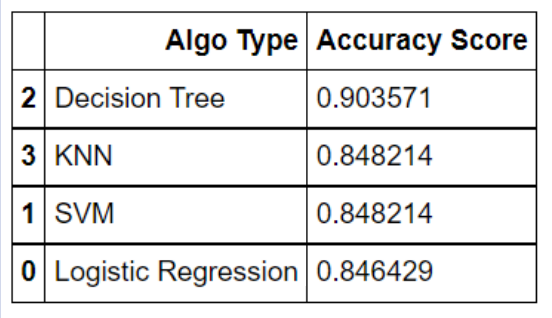 Algo Type Accuracy Score
2 Decision Tree 0.903571
3 KNN 0.848214
1 SVM 0.848214
0 Logistic Regression 0.846429